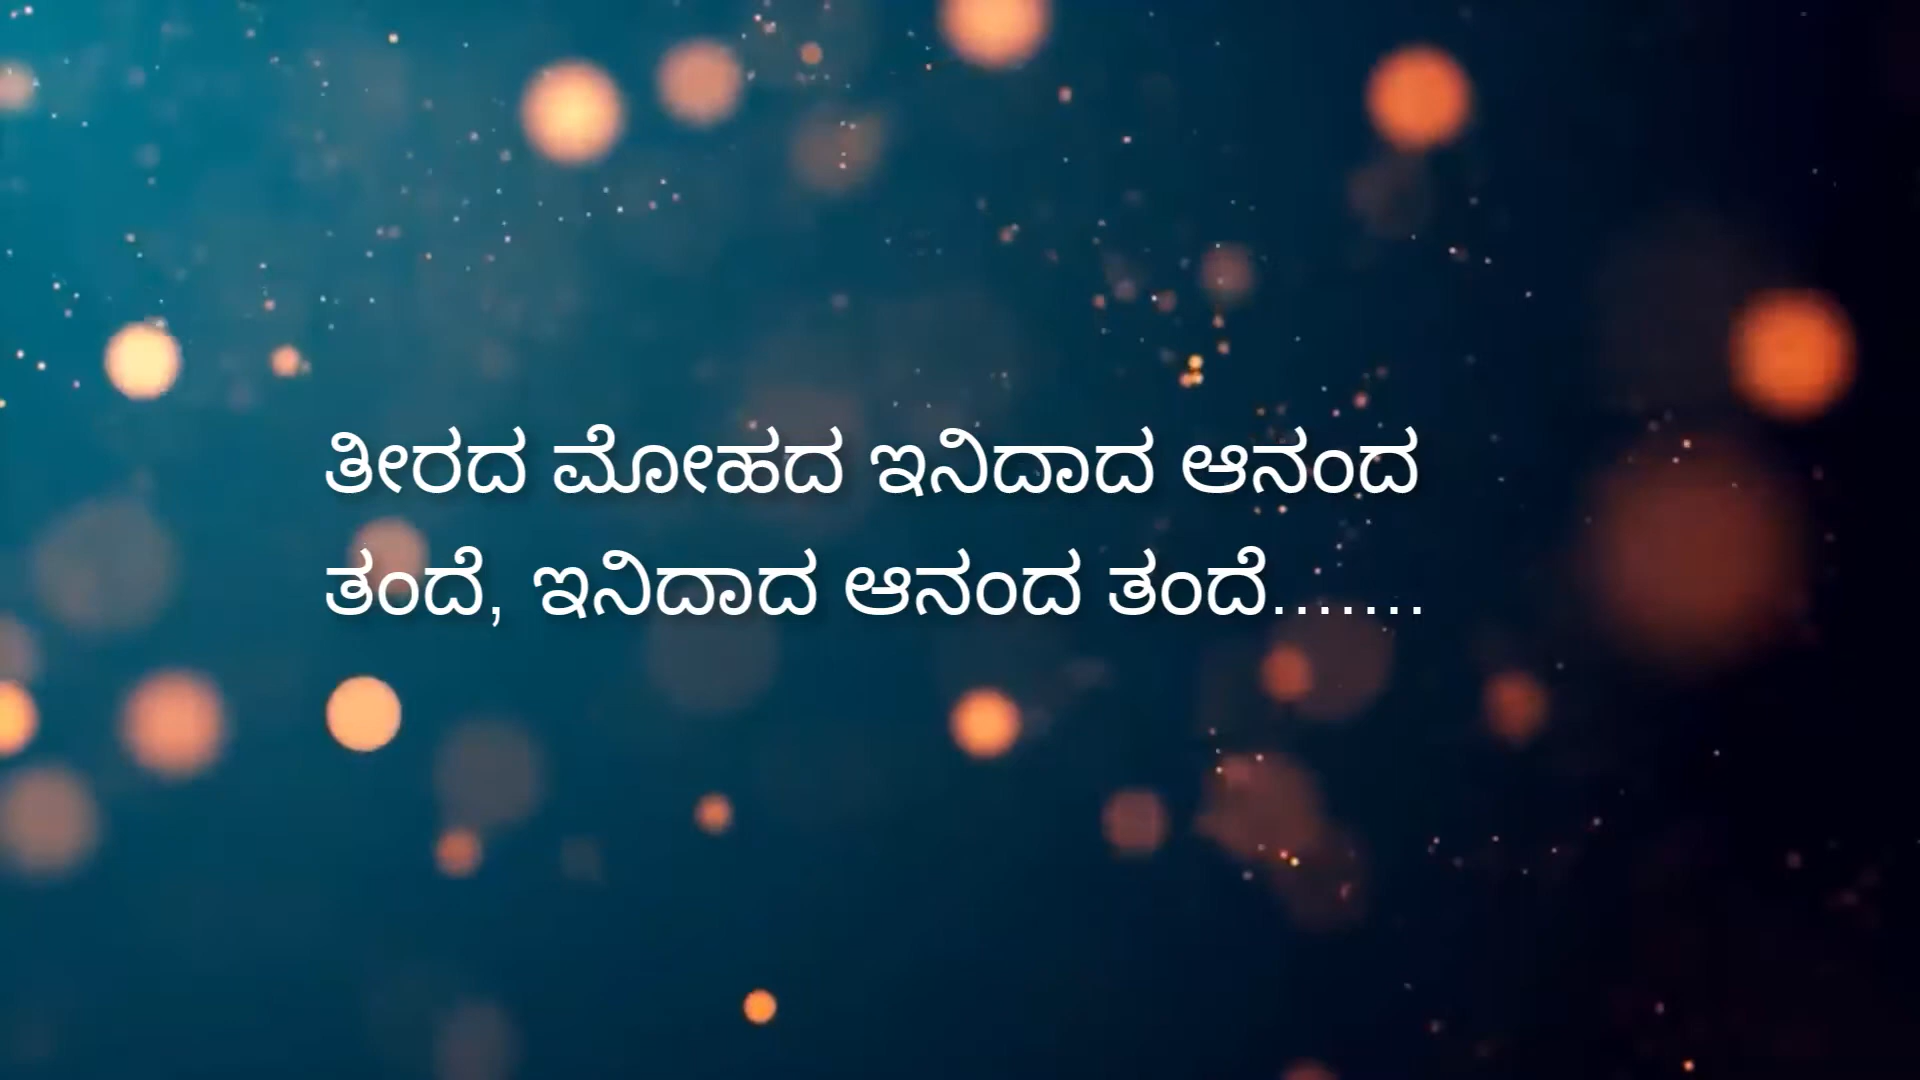 ತೀರದ ಮೋಹದ ಇನಿದಾದ ಆನಂದ
ತಂದೆ, ಇನಿದಾದ ಆನಂದ ತಂದೆ.......